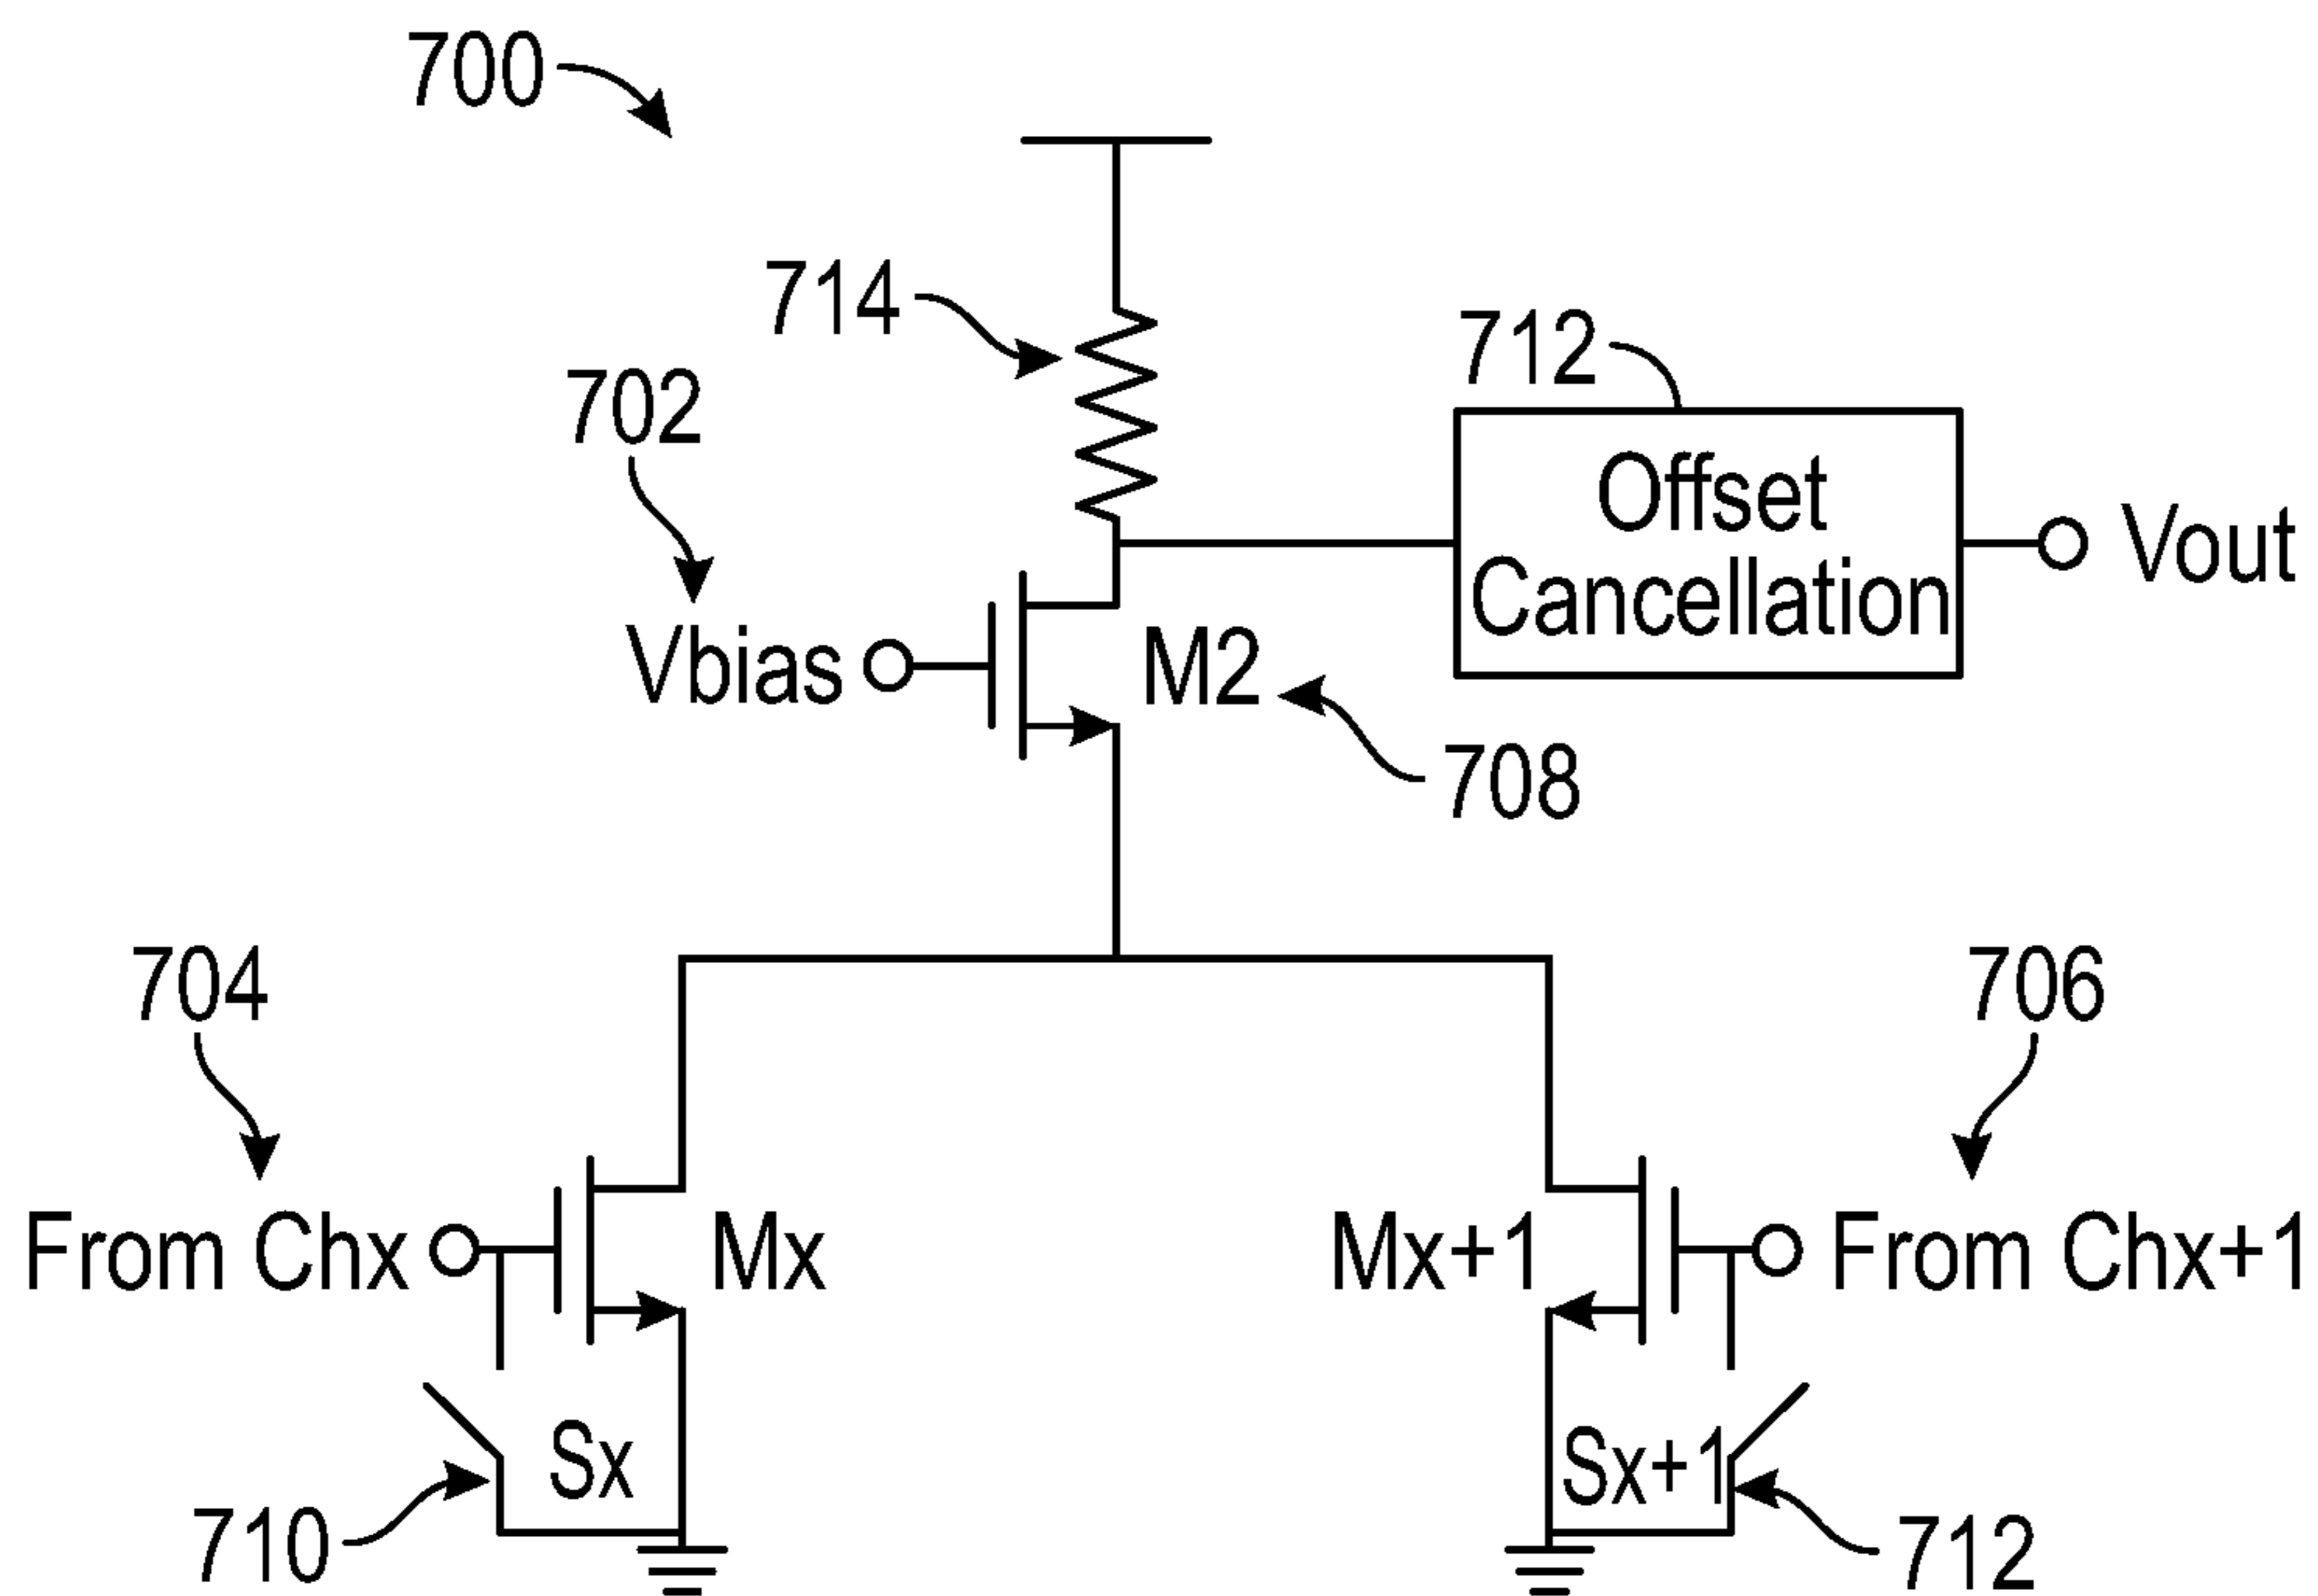 700
714
712
702
Offset
Cancellation
Vout
Vbias
M2
708
704
706
From Chx
Mx
Mx+1
From Chx+1
Sx
Sx+1
710
712